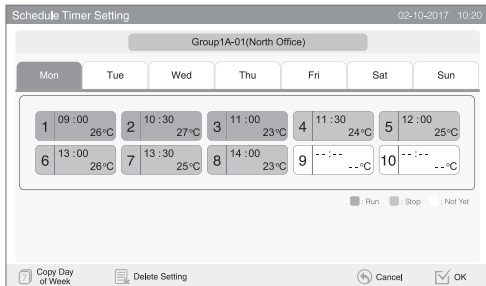 Schedule Timer Setting 02-10-2017 10:20
Group1A-01(North Office)
Mon Tue Wed Thu Fri Sat Sun
1 09:00 26°C 2 10:30 27°C 3 11:00 23°C 4 11:30 24°C 5 12:00 25°C
6 13:00 26°C 7 13:30 25°C 8 14:00 23°C 9 --:-- --°C 10 --:-- --°C
: Run : Stop : Not Yet
7 Copy Day of Week Delete Setting Cancel OK